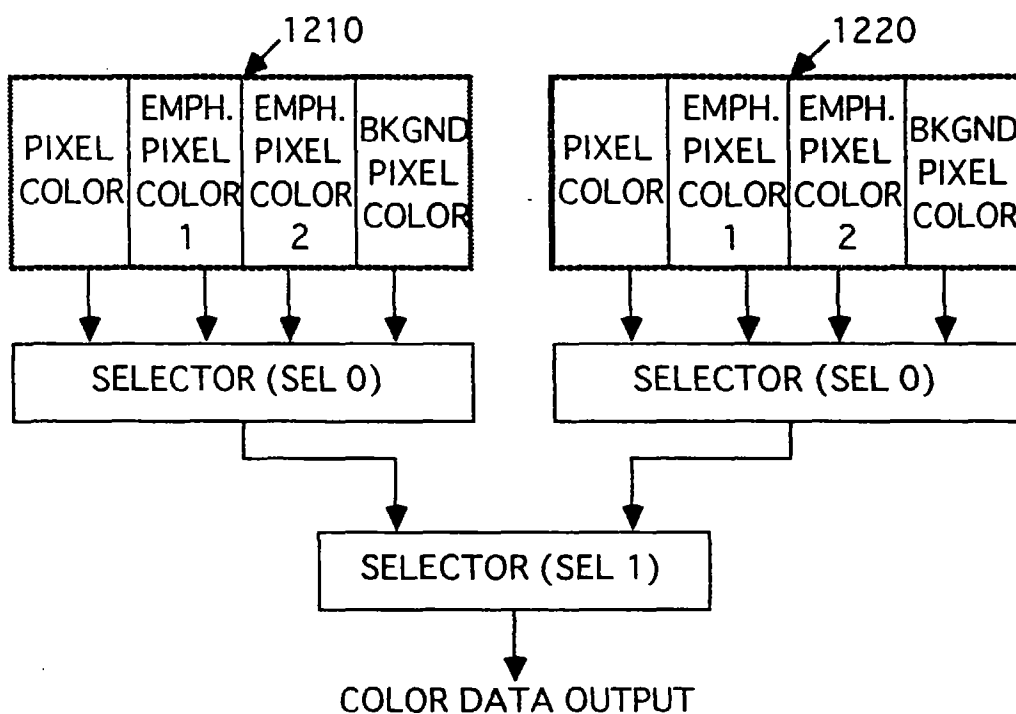 1210
1220
PIXEL
COLOR
EMPH.
PIXEL
COLOR
1
EMPH.
PIXEL
COLOR
2
BKGND
PIXEL
COLOR
PIXEL
COLOR
EMPH.
PIXEL
COLOR
1
EMPH.
PIXEL
COLOR
2
BKGND
PIXEL
COLOR
SELECTOR (SEL 0)
SELECTOR (SEL 0)
SELECTOR (SEL 1)
COLOR DATA OUTPUT